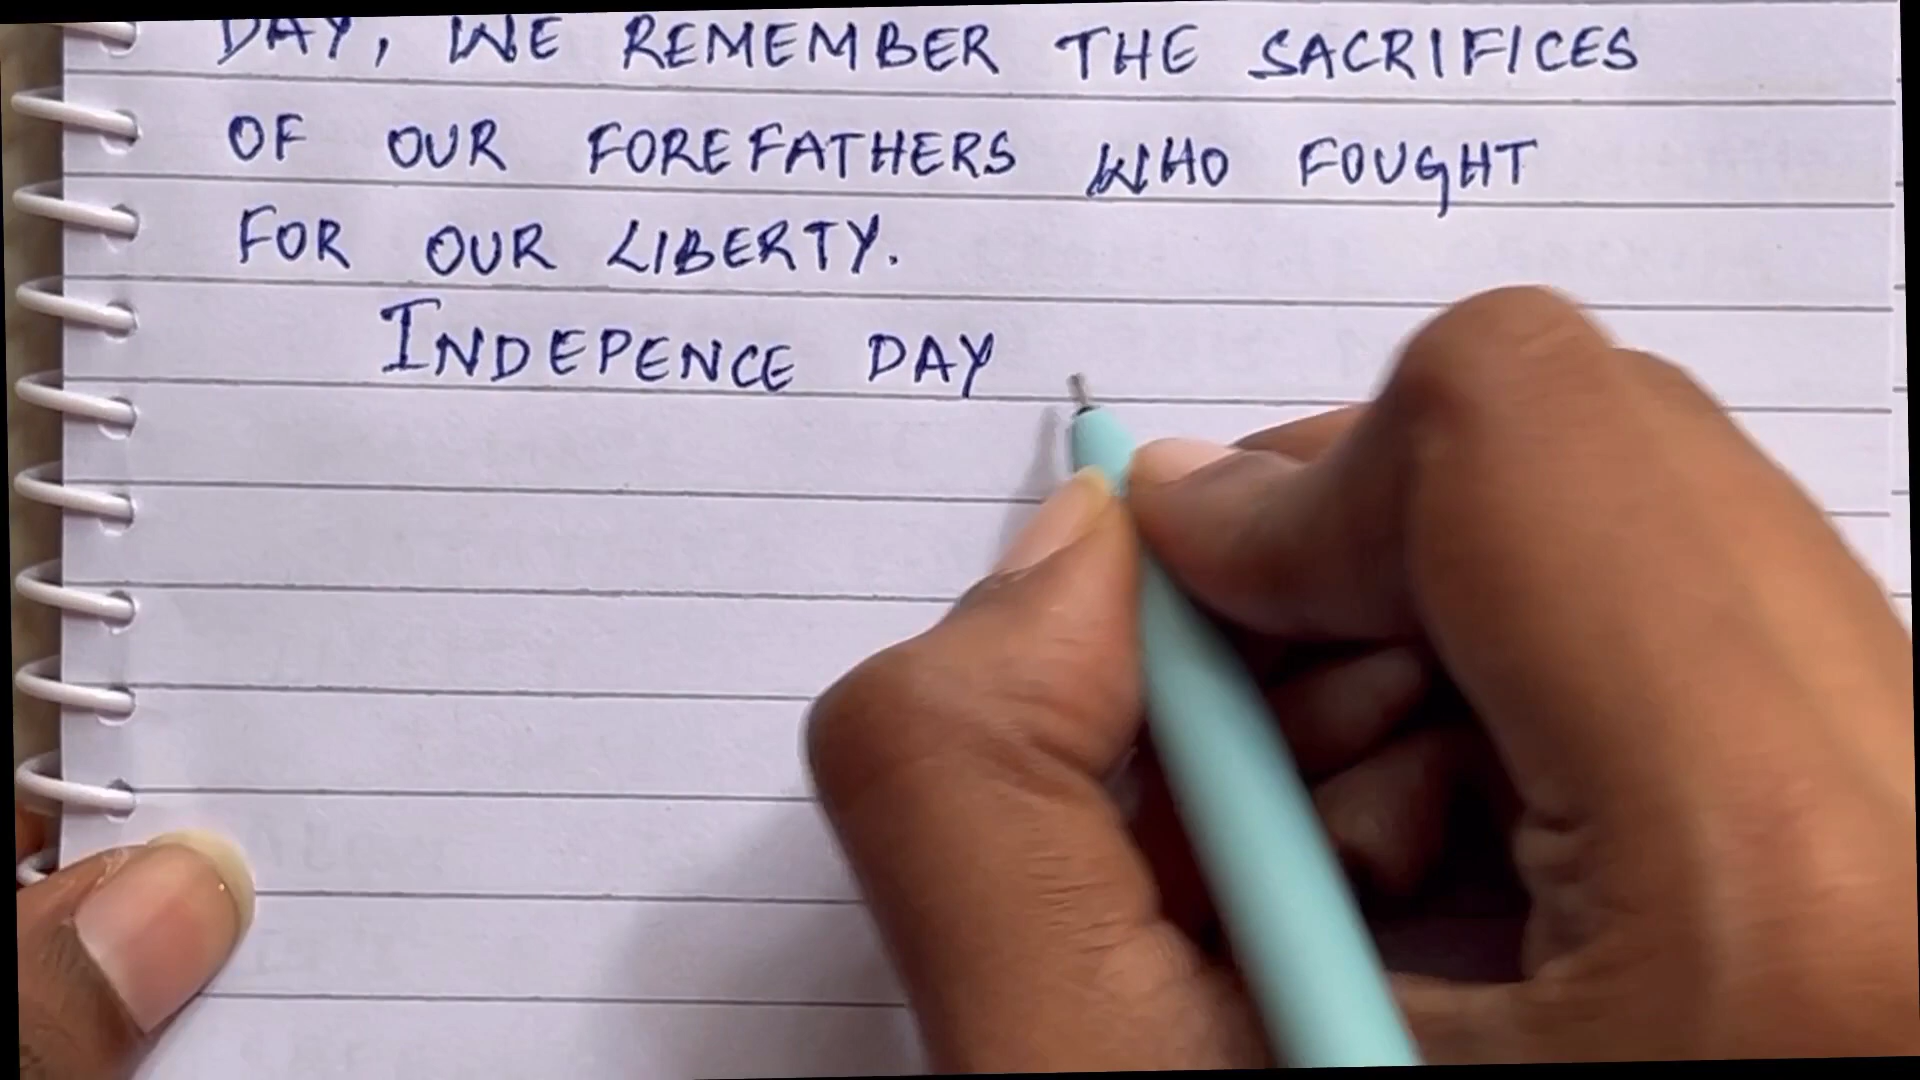 DAY, WE REMEMBER THE SACRIFICES
OF OUR FOREFATHERS WHO FOUGHT
FOR OUR LIBERTY.
INDEPENCE DAY